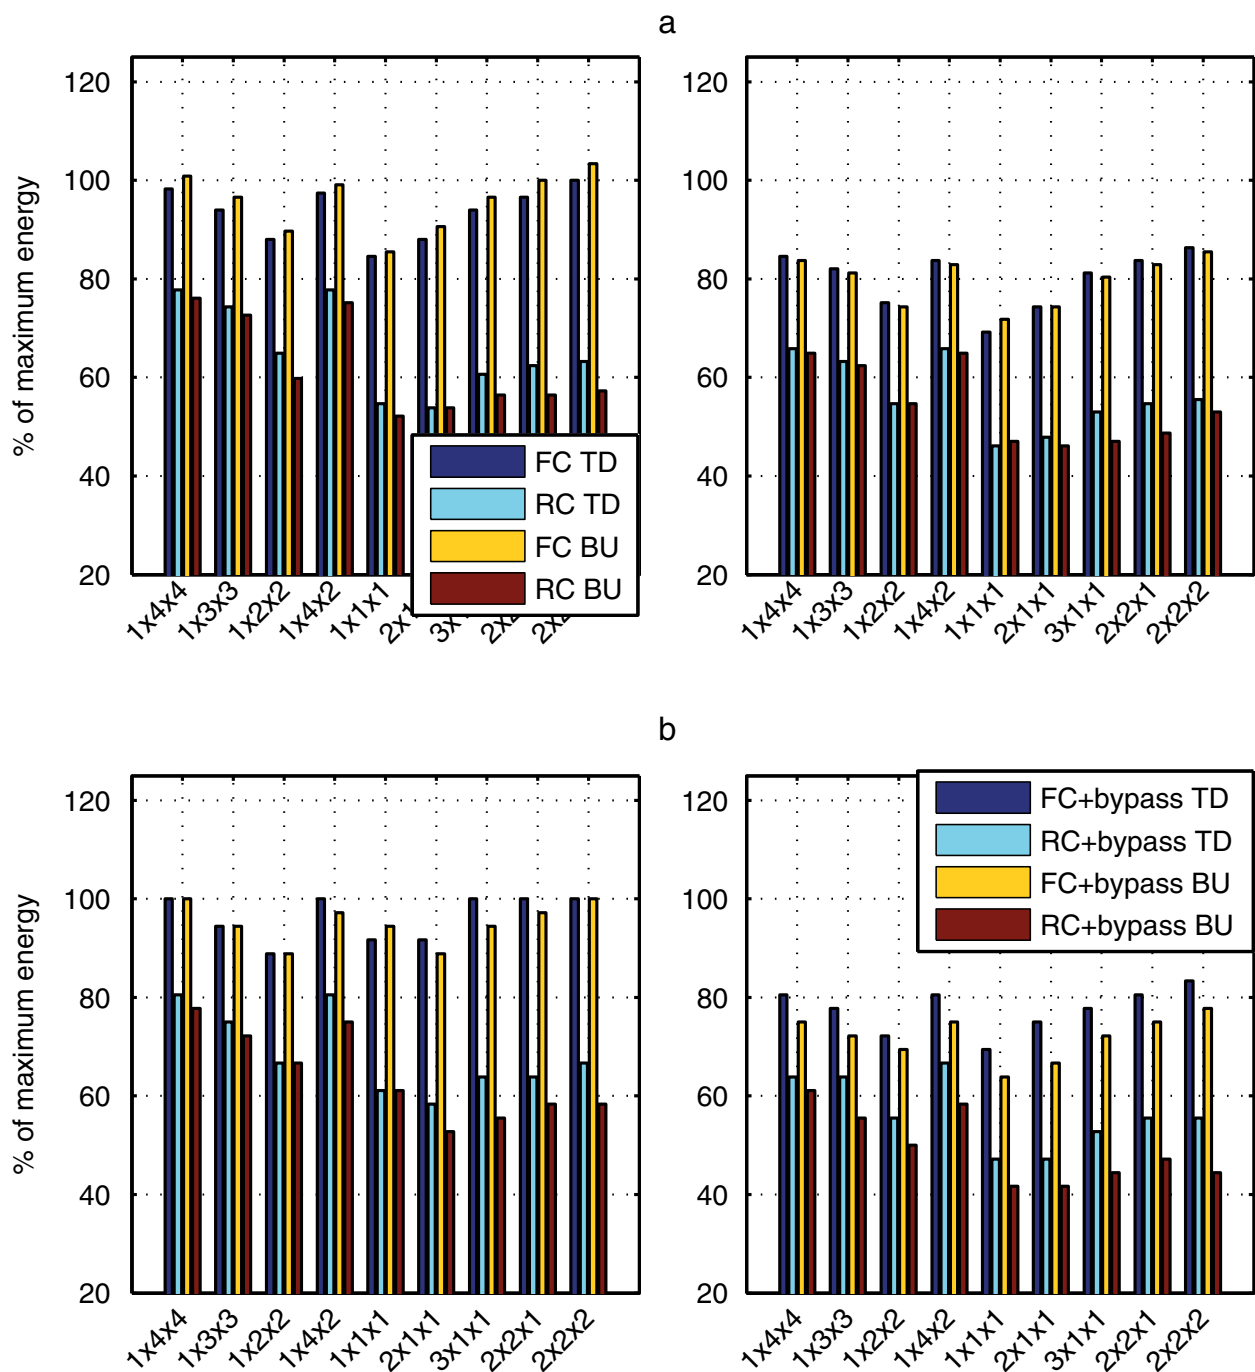 a
% of maximum energy
120
100
80
60
40
20
FC TD
RC TD
FC BU
RC BU
1x4x4
1x3x3
1x2x2
1x4x2
1x1x1
120
100
80
60
40
20
1x4x4
1x3x3
1x2x2
1x4x2
1x1x1
2x1x1
3x1x1
2x2x1
2x2x2
b
% of maximum energy
120
100
80
60
40
20
1x4x4
1x3x3
1x2x2
1x4x2
1x1x1
2x1x1
3x1x1
2x2x1
2x2x2
120
100
80
60
40
20
FC+bypass TD
RC+bypass TD
FC+bypass BU
RC+bypass BU
1x4x4
1x3x3
1x2x2
1x4x2
1x1x1
2x1x1
3x1x1
2x2x1
2x2x2